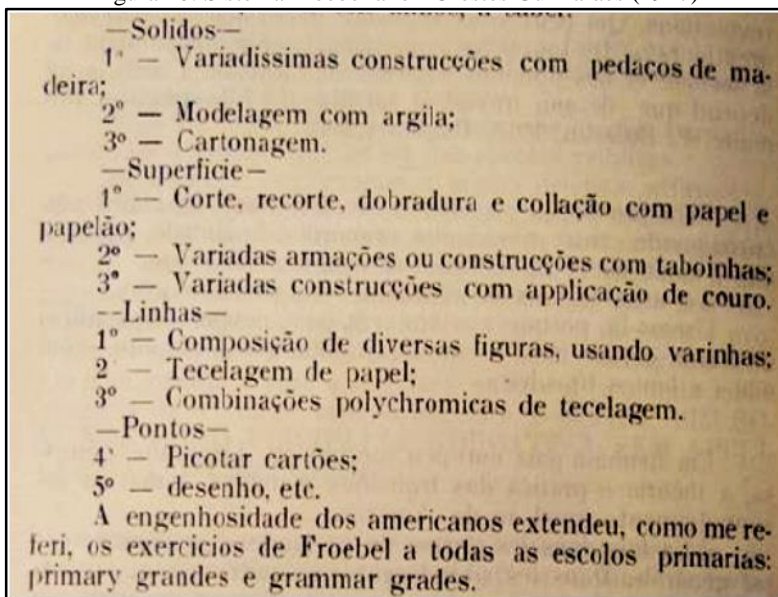 —Solidos—
1º — Variadissimas construcções com pedaços de ma-
deira;
2º — Modelagem com argila;
3º — Cartonagem.
—Superficie—
1º — Corte, recorte, dobradura e collação com papel e
papelão;
2º — Variadas armações ou construcções com taboinhas;
3º — Variadas construcções com applicação de couro.
--Linhas—
1º — Composição de diversas figuras, usando varinhas;
2 — Tecelagem de papel;
3º — Combinações polychromicas de tecelagem.
—Pontos—
4º — Picotar cartões;
5º — desenho, etc.
A engenhosidade dos americanos extendeu, como me re-
feri, os exercicios de Froebel a todas as escolos primarias:
primary grandes e grammar grades.